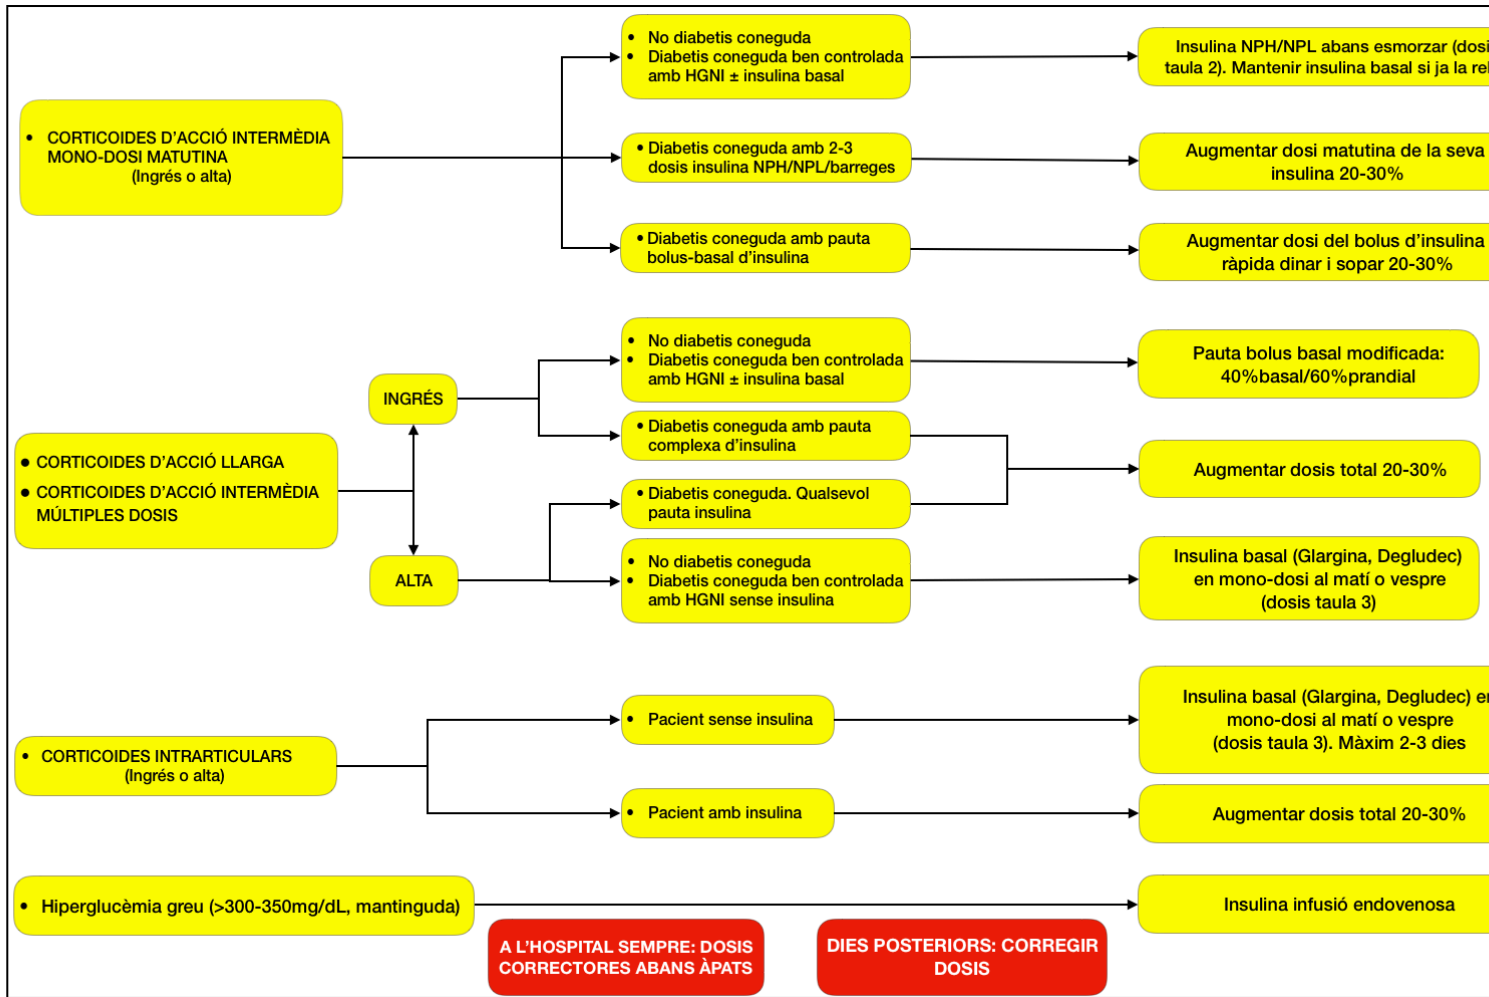 • CORTICOIDES D’ACCIÓ INTERMÈDIA
MONO-DOSI MATUTINA
(Ingrés o alta)
• No diabetis coneguda
• Diabetis coneguda ben controlada
amb HGNI ± insulina basal
Insulina NPH/NPL abans esmorzar (dosi
taula 2). Mantenir insulina basal si ja la
• Diabetis coneguda amb 2-3
dosis insulina NPH/NPL/barreges
Augmentar dosi matutina de la seva
insulina 20-30%
• Diabetis coneguda amb pauta
bolus-basal d’insulina
Augmentar dosi del bolus d’insulina
ràpida dinar i sopar 20-30%
• CORTICOIDES D’ACCIÓ LLARGA
• CORTICOIDES D’ACCIÓ INTERMÈDIA
MÚLTIPLES DOSIS
INGRÉS
• No diabetis coneguda
• Diabetis coneguda ben controlada
amb HGNI ± insulina basal
Pauta bolus basal modificada:
40%basal/60%prandial
• Diabetis coneguda amb pauta
complexa d’insulina
Augmentar dosis total 20-30%
ALTA
• Diabetis coneguda. Qualsevol
pauta insulina
• No diabetis coneguda
• Diabetis coneguda ben controlada
amb HGNI sense insulina
Insulina basal (Glargina, Degludec)
en mono-dosi al matí o vespre
(dosis taula 3)
• CORTICOIDES INTRARTICULARS
(Ingrés o alta)
• Pacient sense insulina
Insulina basal (Glargina, Degludec) en
mono-dosi al matí o vespre
(dosis taula 3). Màxim 2-3 dies
• Pacient amb insulina
Augmentar dosis total 20-30%
• Hiperglucèmia greu (>300-350mg/dL, mantinguda)
Insulina infusió endovenosa
A L’HOSPITAL SEMPRE: DOSIS
CORRECTORES ABANS ÀPATS
DIES POSTERIORS: CORREGIR
DOSIS